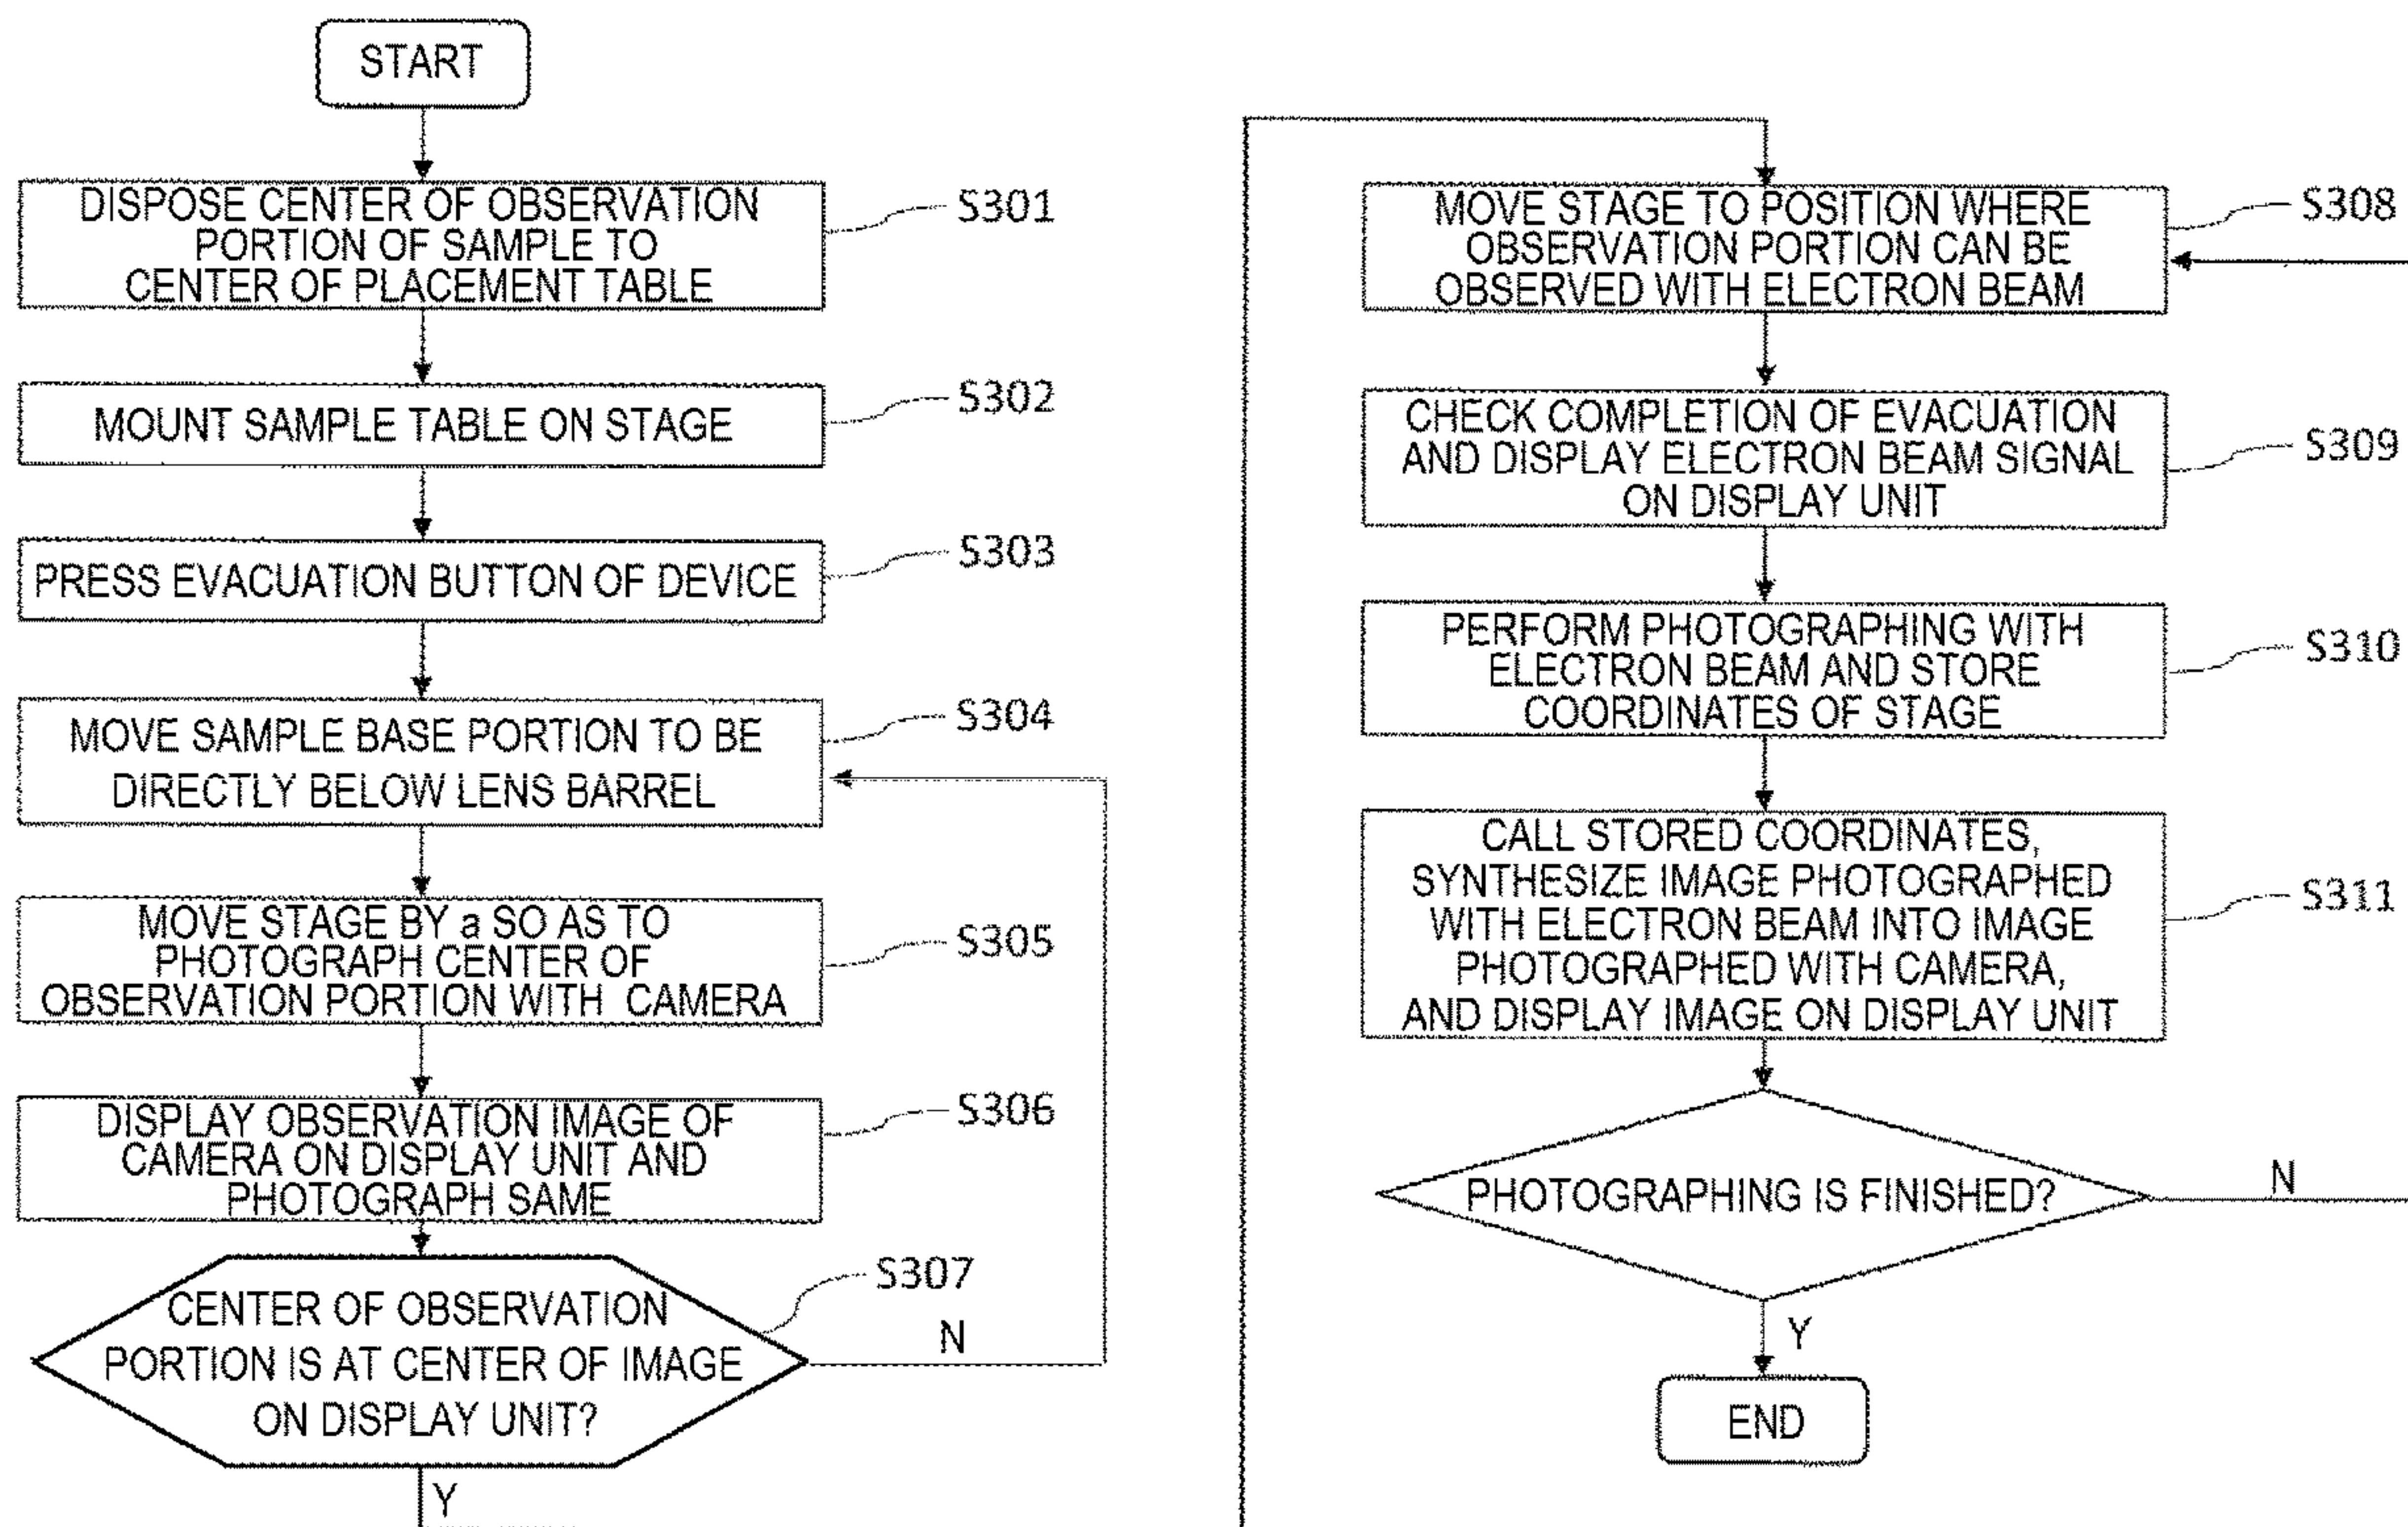 START
DISPOSE CENTER OF OBSERVATION
PORTION OF SAMPLE TO
CENTER OF PLACEMENT TABLE
S301
MOUNT SAMPLE TABLE ON STAGE
S302
PRESS EVACUATION BUTTON OF DEVICE
S303
MOVE SAMPLE BASE PORTION TO BE
DIRECTLY BELOW LENS BARREL
S304
MOVE STAGE BY a SO AS TO
PHOTOGRAPH CENTER OF
OBSERVATION PORTION WITH CAMERA
S305
DISPLAY OBSERVATION IMAGE OF
CAMERA ON DISPLAY UNIT AND
PHOTOGRAPH SAME
S306
CENTER OF OBSERVATION
PORTION IS AT CENTER OF IMAGE
ON DISPLAY UNIT?
S307
N
Y
MOVE STAGE TO POSITION WHERE
OBSERVATION PORTION CAN BE
OBSERVED WITH ELECTRON BEAM
S308
CHECK COMPLETION OF EVACUATION
AND DISPLAY ELECTRON BEAM SIGNAL
ON DISPLAY UNIT
S309
PERFORM PHOTOGRAPHING WITH
ELECTRON BEAM AND STORE
COORDINATES OF STAGE
S310
CALL STORED COORDINATES,
SYNTHESIZE IMAGE PHOTOGRAPHED
WITH ELECTRON BEAM INTO IMAGE
PHOTOGRAPHED WITH CAMERA,
AND DISPLAY IMAGE ON DISPLAY UNIT
S311
PHOTOGRAPHING IS FINISHED?
N
Y
END